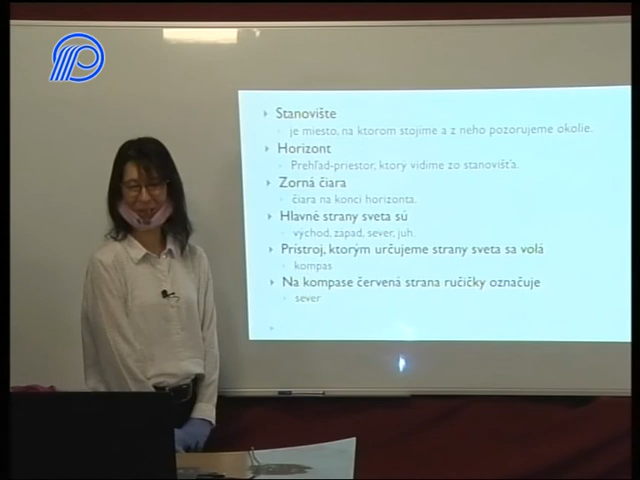 Stanovište
je miesto, na ktorom stojíme a z neho pozorujeme okolie.
Horizont
Prehľad-priestor, ktorý vidíme zo stanovišťa.
Zorná čiara
čiara na konci horizonta.
Hlavné strany sveta sú
východ, západ, sever, juh.
Prístroj, ktorým určujeme strany sveta sa volá
kompas
Na kompase červená strana ručičky označuje
sever